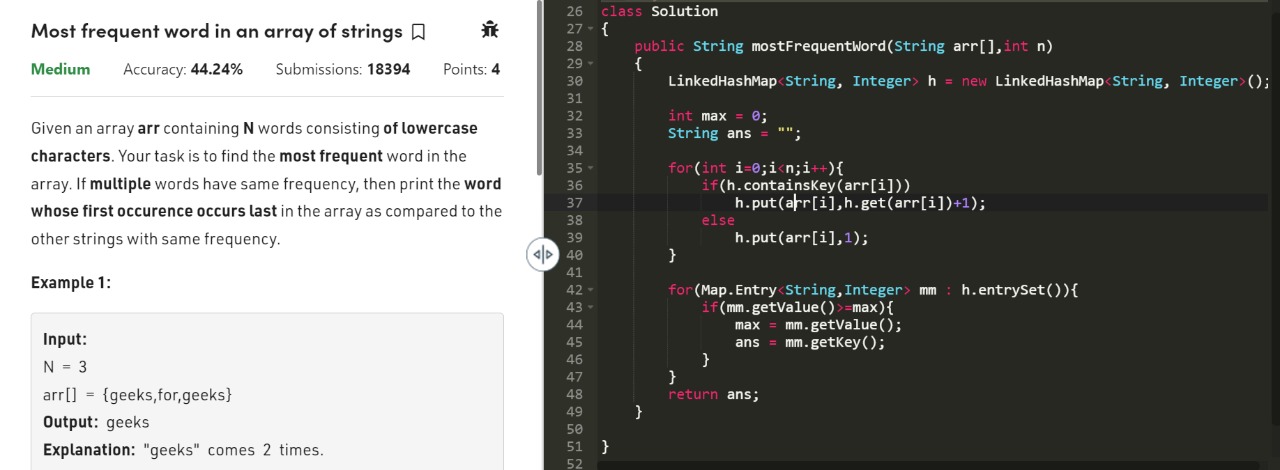 Most frequent word in an array of strings
Medium Accuracy: 44.24% Submissions: 18394 Points: 4
Given an array arr containing N words consisting of lowercase
characters. Your task is to find the most frequent word in the
array. If multiple words have same frequency, then print the word
whose first occurence occurs last in the array as compared to the
other strings with same frequency.
Example 1:
Input:
N = 3
arr[] = {geeks,for,geeks}
Output: geeks
Explanation: "geeks" comes 2 times.
26 class Solution
27 {
28     public String mostFrequentWord(String arr[],int n)
29     {
30         LinkedHashMap<String, Integer> h = new LinkedHashMap<String, Integer>();
31
32         int max = 0;
33         String ans = "";
34
35         for(int i=0;i<n;i++){
36             if(h.containsKey(arr[i]))
37                 h.put(arr[i],h.get(arr[i])+1);
38             else
39                 h.put(arr[i],1);
40         }
41
42         for(Map.Entry<String,Integer> mm : h.entrySet()){
43             if(mm.getValue()>=max){
44                 max = mm.getValue();
45                 ans = mm.getKey();
46             }
47         }
48         return ans;
49     }
50
51 }
52